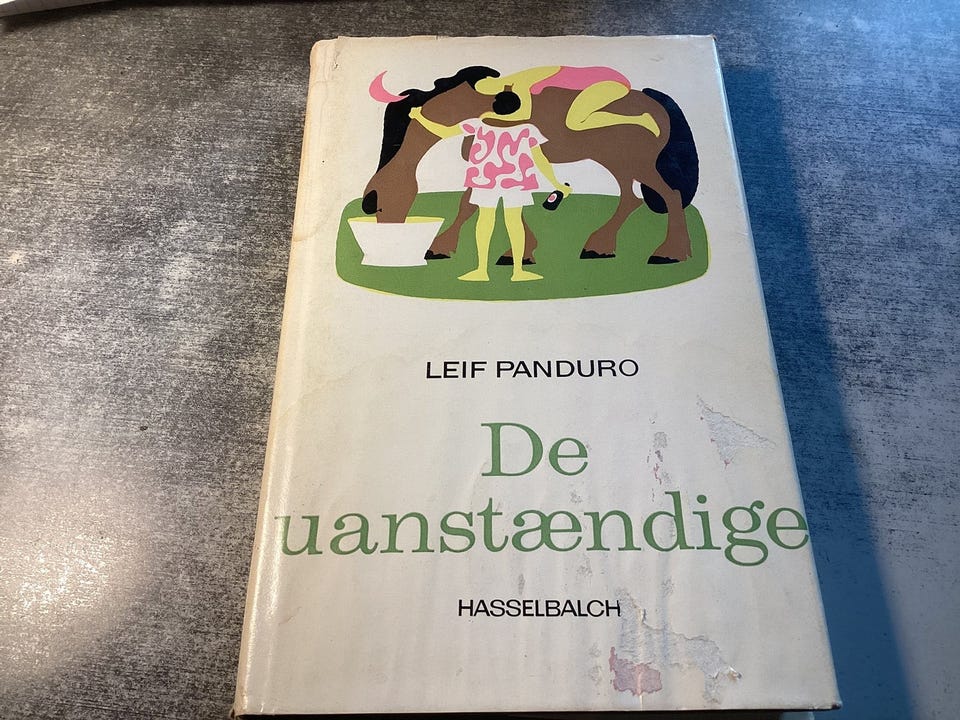 LEIF PANDURO
De
uanstændige
HASSELBALCH